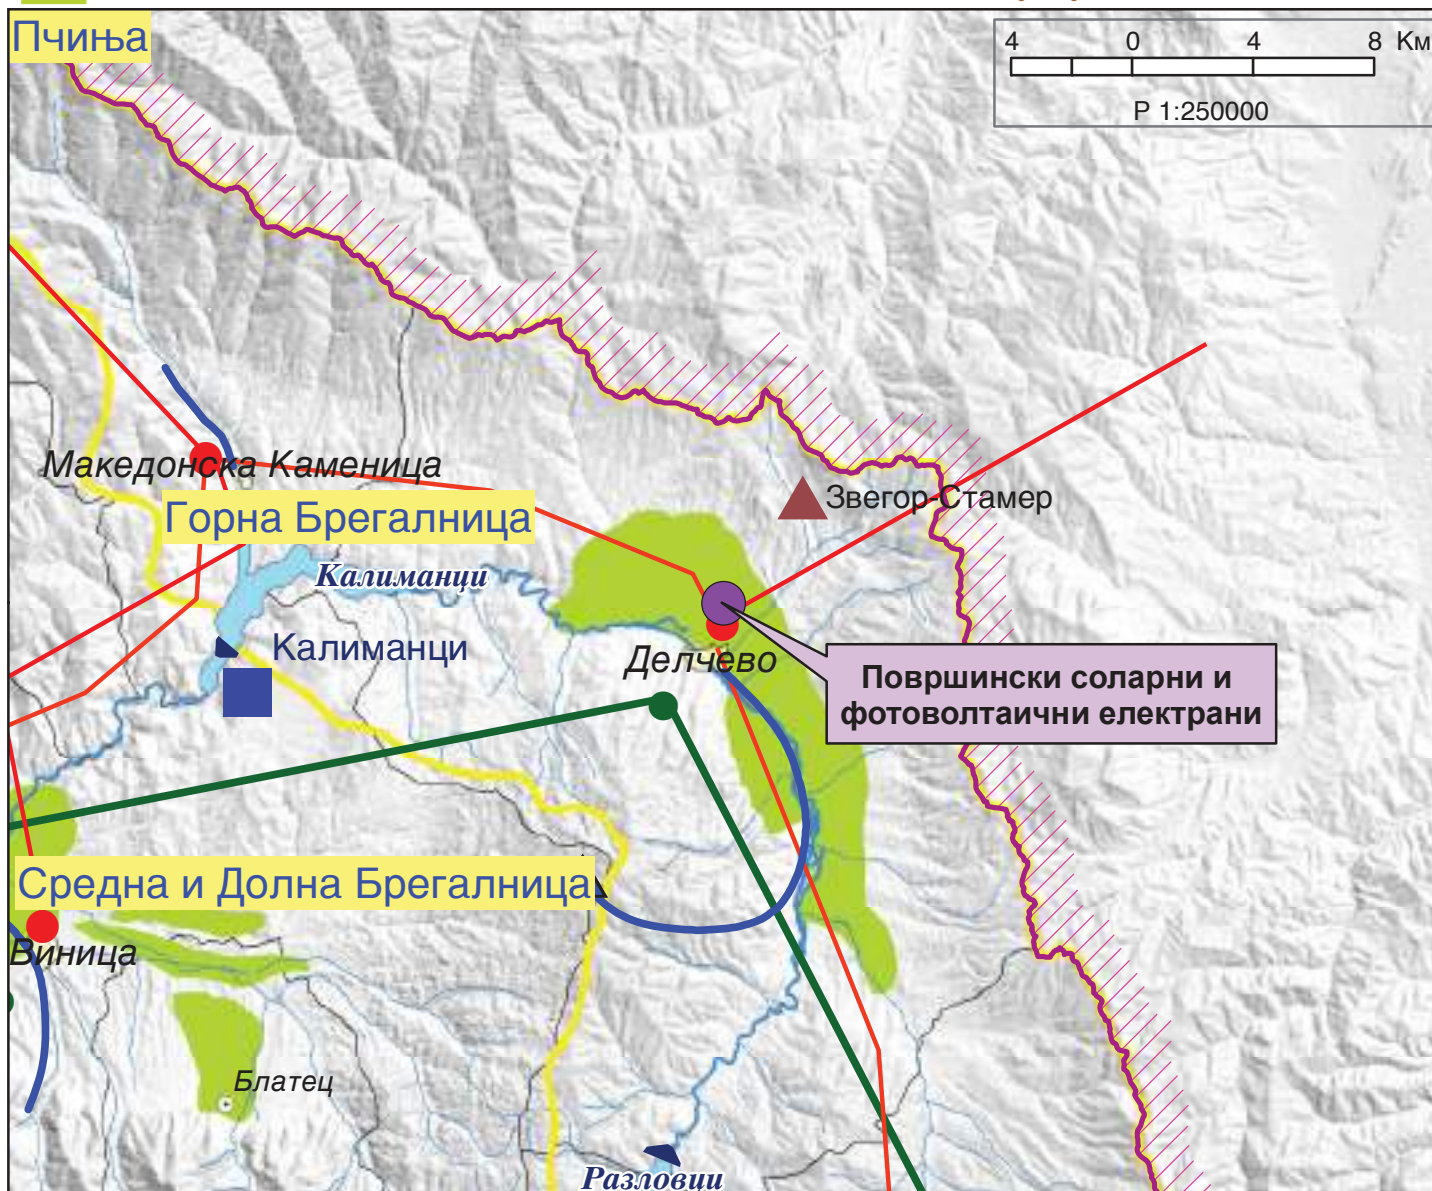 Пчиња
4 0 4 8 Км
Р 1:250000
Македонска Каменица
Звегор-Стамер
Горна Брегалница
Калиманци
Калиманци
Делчево
Површински соларни и
фотоволтаични електрани
Средна и Долна Брегалница
Виница
Блатец
Разловци